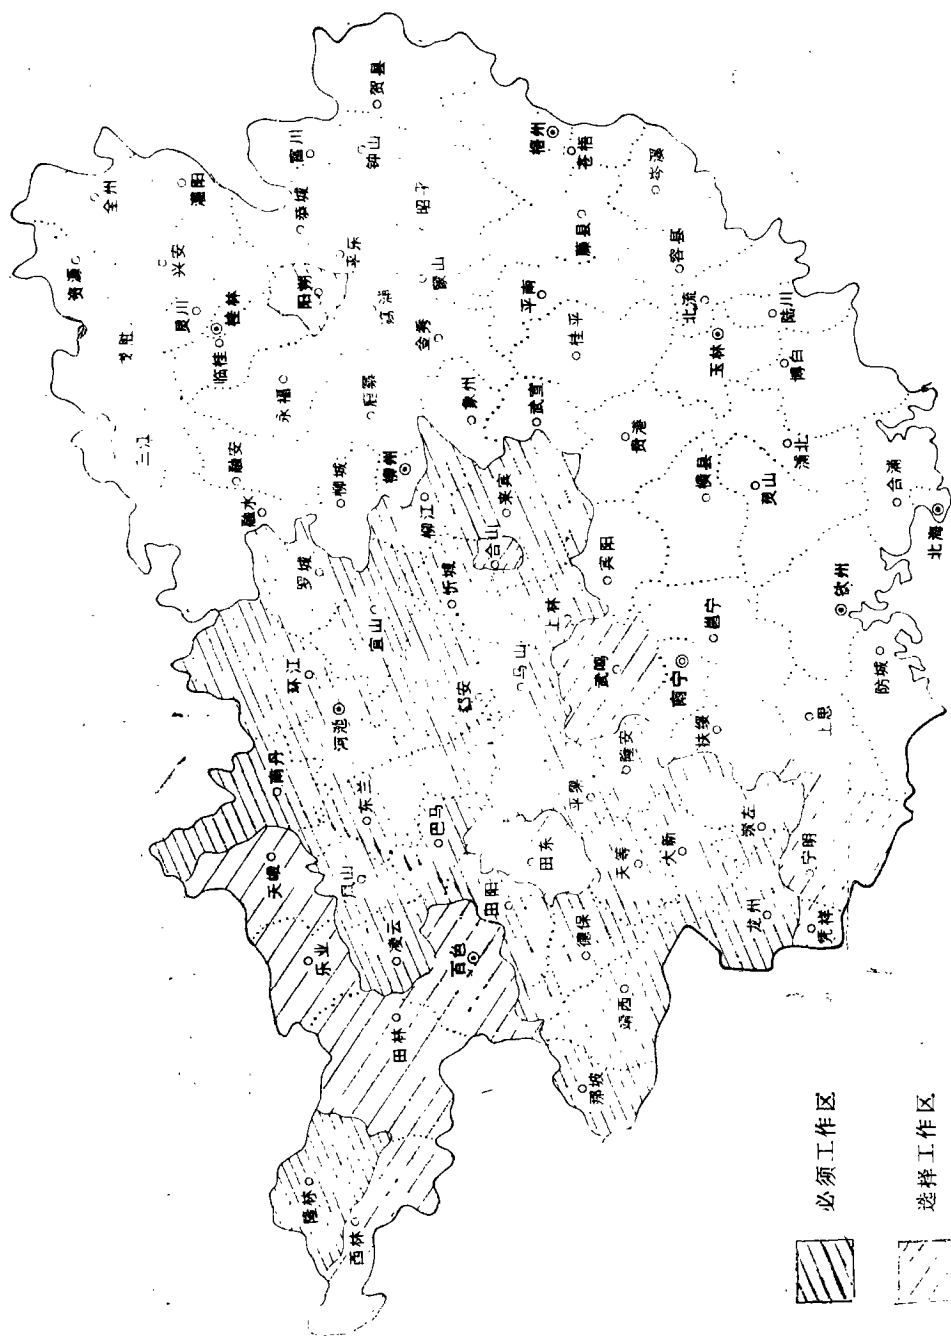 资源
全州
灌阳
兴安
灵川
桂林
临桂
龙胜
三江
融安
融水
永福
富川
贺县
钟山
恭城
昭平
平乐
阳朔
蒙山
金秀
柳城
柳州
柳江
象州
武宣
来宾
合山
忻城
罗城
宜山
环江
河池
南丹
天峨
东兰
凤山
巴马
都安
马山
上林
宾阳
武鸣
南宁
邕宁
隆安
扶绥
平果
田东
田阳
百色
凌云
乐业
田林
隆林
西林
那坡
靖西
德保
天等
大新
崇左
龙州
凭祥
宁明
上思
防城
钦州
北海
合浦
浦北
灵山
横县
贵港
桂平
平南
藤县
梧州
苍梧
岑溪
容县
北流
玉林
陆川
博白
必须工作区
选择工作区